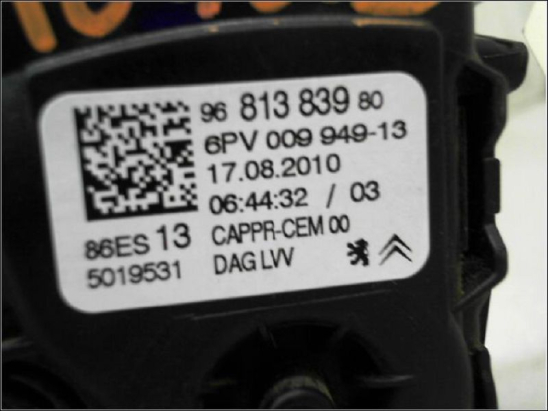 96 813 839 80
6PV 009 949-13
17.08.2010
06:44:32 / 03
86ES 13 CAPPR-CEM 00
5019531 DAG LVV